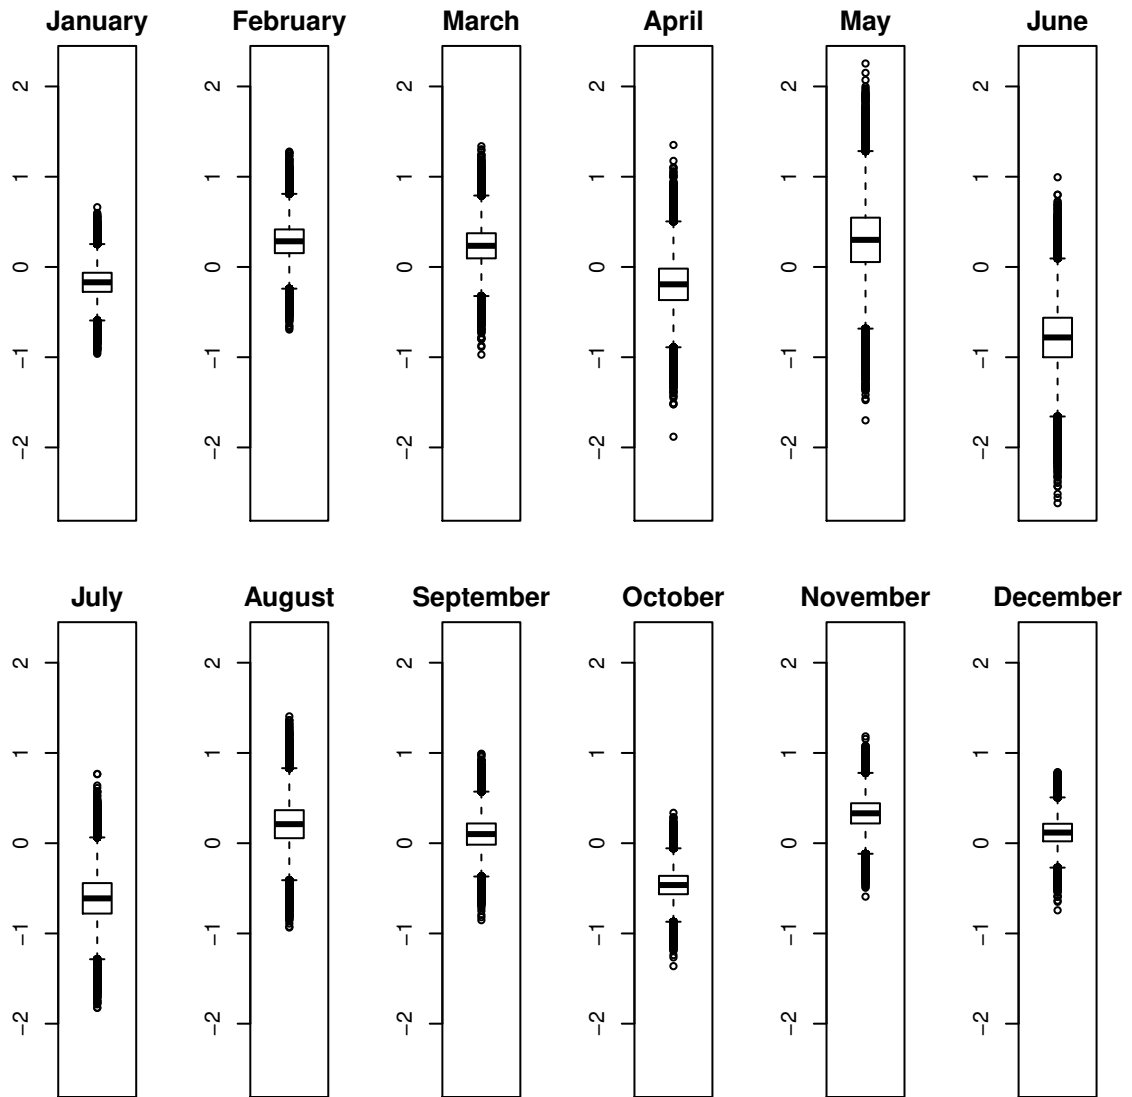 January February March April May June
2 2 2 2 2 2
1 1 1 1 1 1
0 0 0 0 0 0
−1 −1 −1 −1 −1 −1
−2 −2 −2 −2 −2 −2
July August September October November December
2 2 2 2 2 2
1 1 1 1 1 1
0 0 0 0 0 0
−1 −1 −1 −1 −1 −1
−2 −2 −2 −2 −2 −2